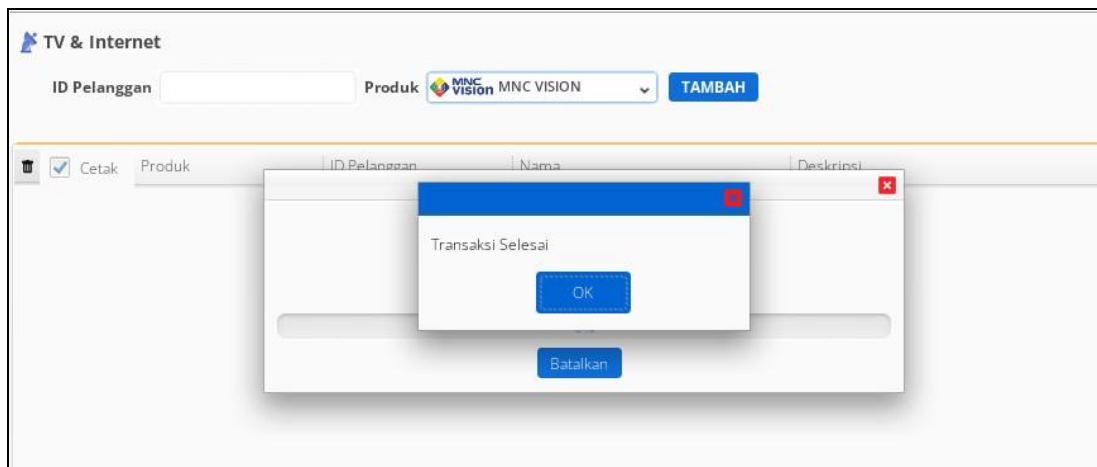 TV & Internet
ID Pelanggan Produk MNC vision MNC VISION TAMBAH
Cetak Produk ID Pelanggan Nama Deskripsi
Transaksi Selesai
OK
Batalkan